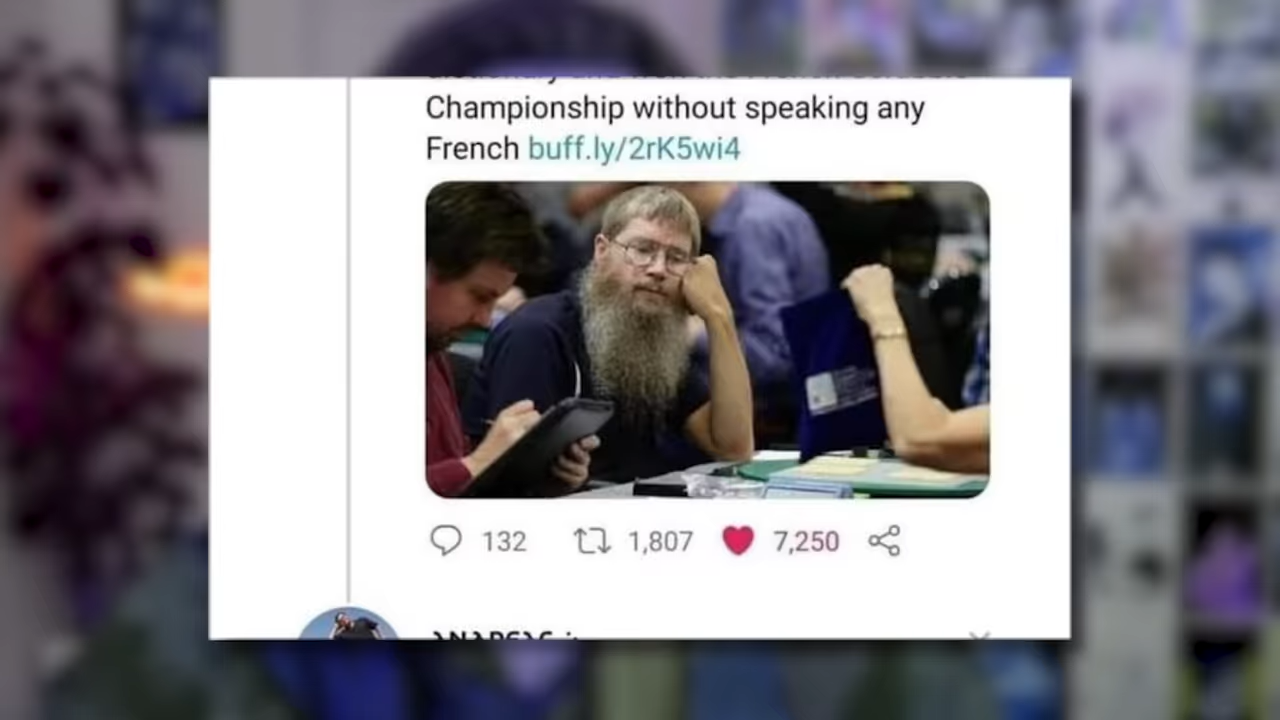 Championship without speaking any
French buff.ly/2rK5wi4
132 1,807 7,250